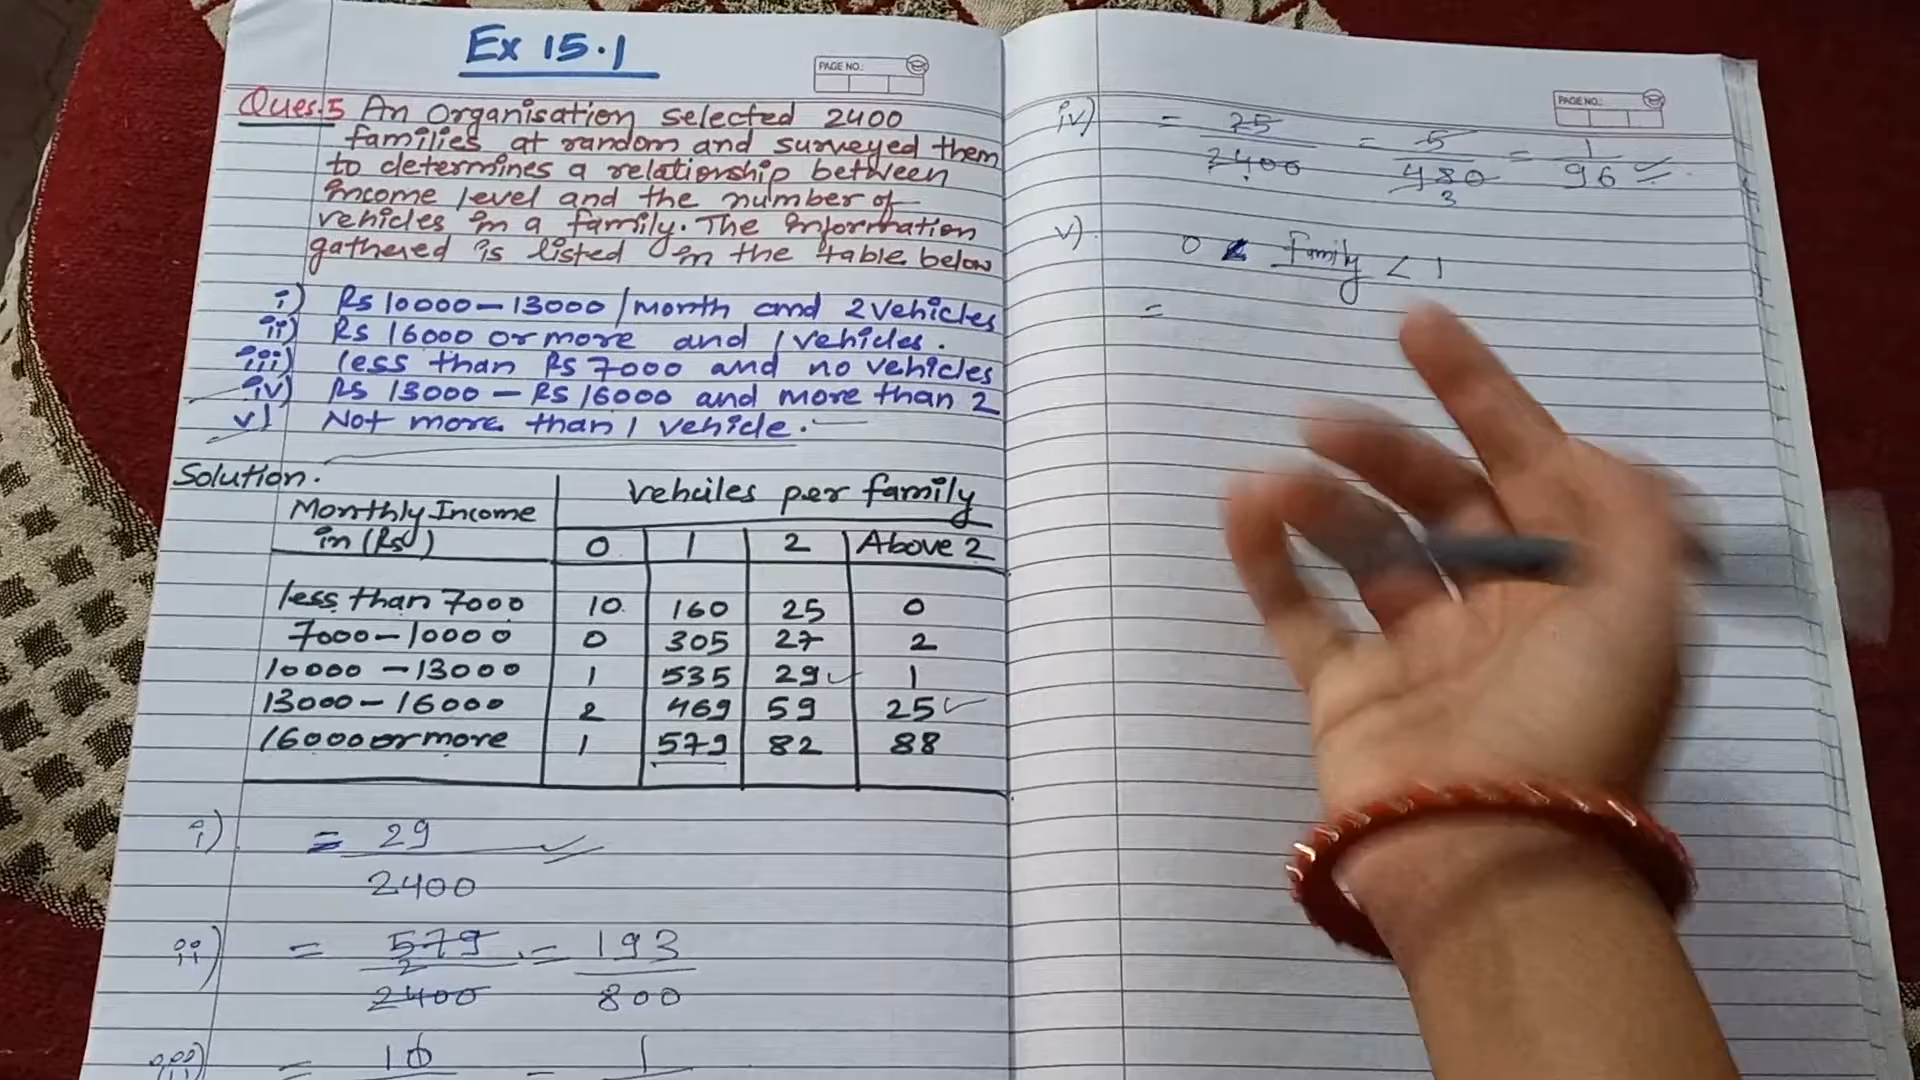 Ex 15.1
PAGE NO.:
Ques.5 An Organisation selected 2400
families at random and surveyed them
to determines a relationship between
income level and the number of
vehicles in a family. The information
gathered is listed in the table below
i) Rs 10000-13000/month and 2 vehicles
ii) Rs 16000 or more and 1 vehicles.
iii) less than Rs 7000 and no vehicles
iv) Rs 13000 - Rs 16000 and more than 2
v) Not more than 1 vehicle.
Solution.
Monthly Income in (Rs) vehciles per family
0 1 2 Above 2
less than 7000 10 160 25 0
7000-10000 0 305 27 2
10000-13000 1 535 29 1
13000-16000 2 469 59 25
16000 or more 1 579 82 88
i) = 29
2400
ii) = 579 = 193
2400 800
iii) = 10 = 1
PAGE NO.:
iv) = 25 = 5 = 1
2400 480 96
3
v) 0 < Family < 1
=